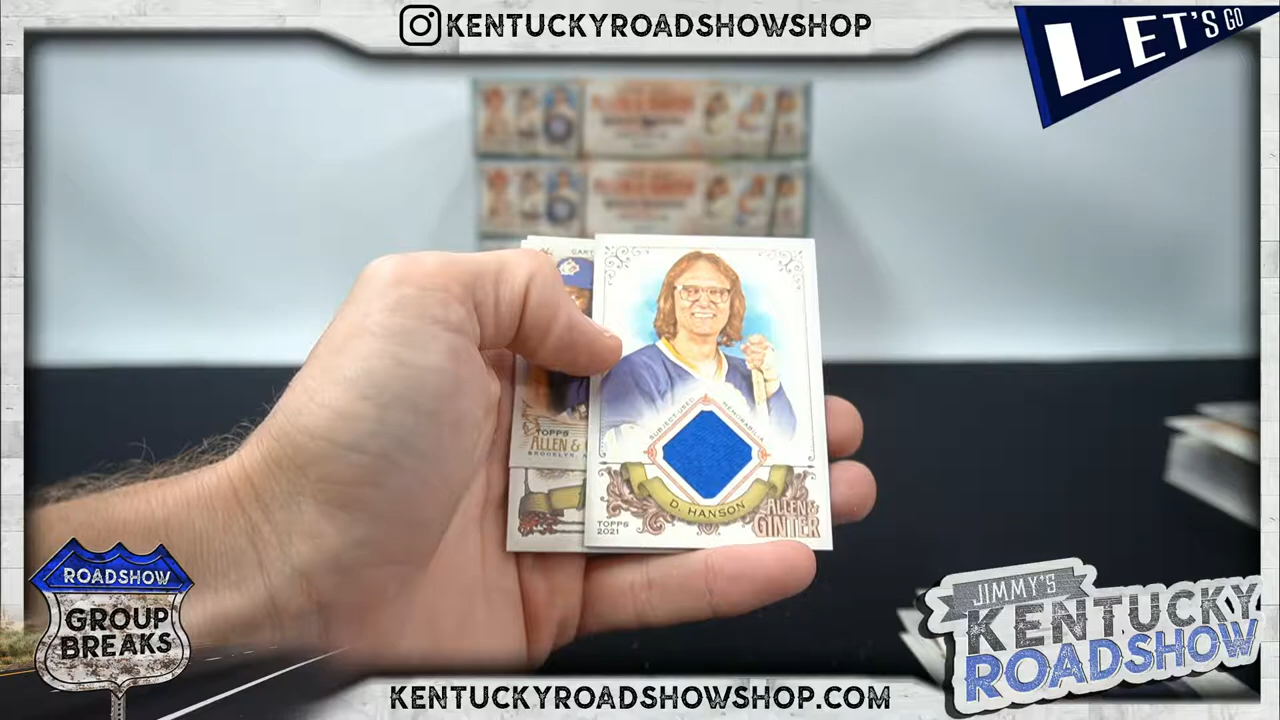 KENTUCKYROADSHOWSHOP
LET'S GO
CART
TOPPS
ALLEN &
BROOKLYN,
SUBJECT-USED MEMORABILIA
D. HANSON
TOPPS
2021
ALLEN &
GINTER
ROADSHOW
GROUP
BREAKS
JIMMY'S
KENTUCKY
ROADSHOW
KENTUCKYROADSHOWSHOP.COM